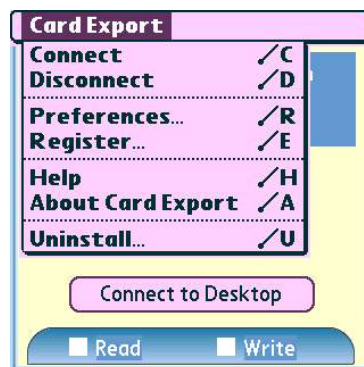 Card Export
Connect /C
Disconnect /D
Preferences... /R
Register... /E
Help /H
About Card Export /A
Uninstall... /U
Connect to Desktop
Read Write